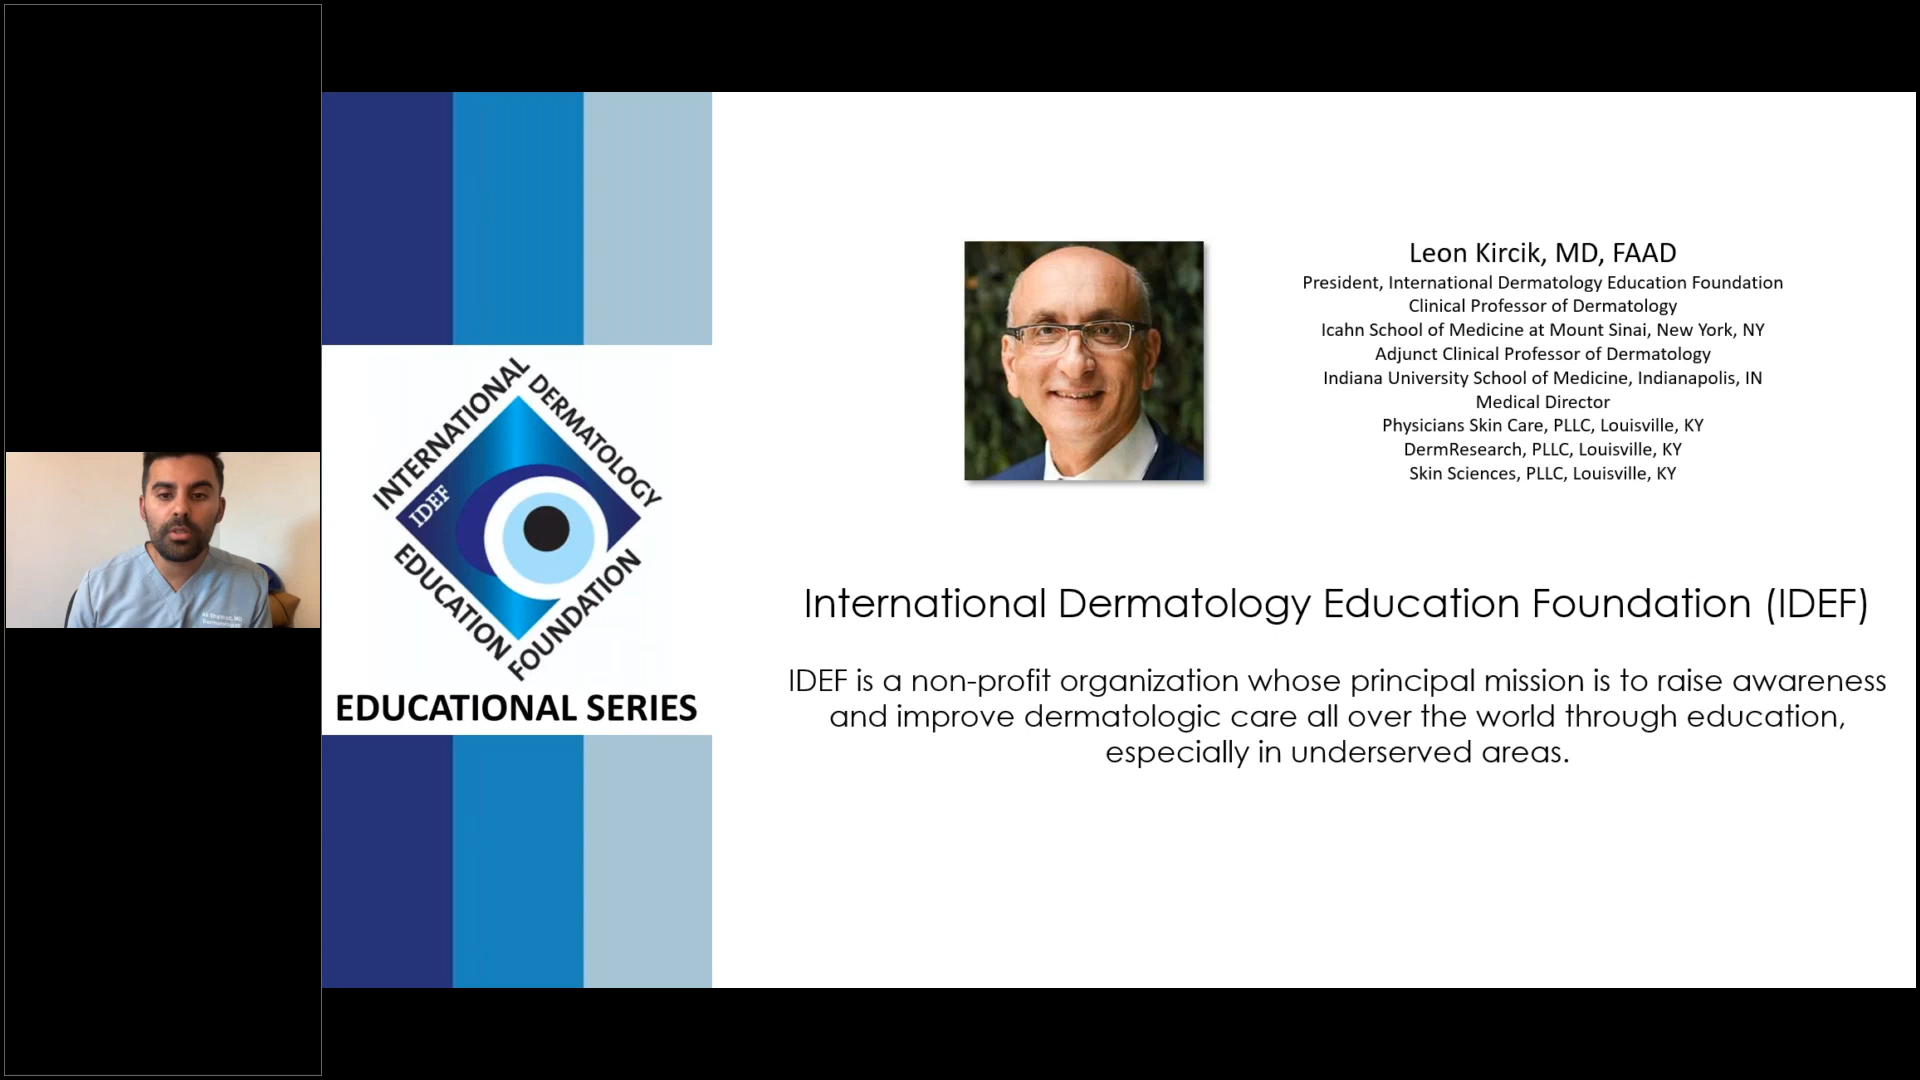 INTERNATIONAL
DERMATOLOGY
IDEF
EDUCATION
FOUNDATION
EDUCATIONAL SERIES
Leon Kircik, MD, FAAD
President, International Dermatology Education Foundation
Clinical Professor of Dermatology
Icahn School of Medicine at Mount Sinai, New York, NY
Adjunct Clinical Professor of Dermatology
Indiana University School of Medicine, Indianapolis, IN
Medical Director
Physicians Skin Care, PLLC, Louisville, KY
DermResearch, PLLC, Louisville, KY
Skin Sciences, PLLC, Louisville, KY
International Dermatology Education Foundation (IDEF)
IDEF is a non-profit organization whose principal mission is to raise awareness
and improve dermatologic care all over the world through education,
especially in underserved areas.